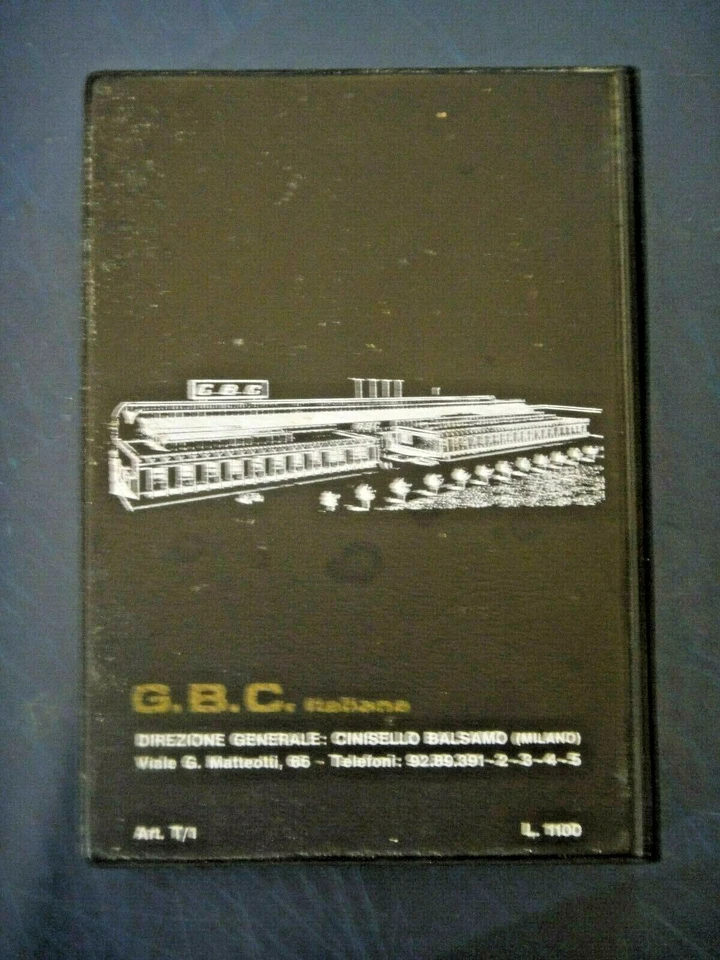 G.B.C
G.B.C. italiana
DIREZIONE GENERALE: CINISELLO BALSAMO (MILANO)
Viale G. Matteotti, 66 - Telefoni: 92.89.391-2-3-4-5
Art. T/1
L. 1100